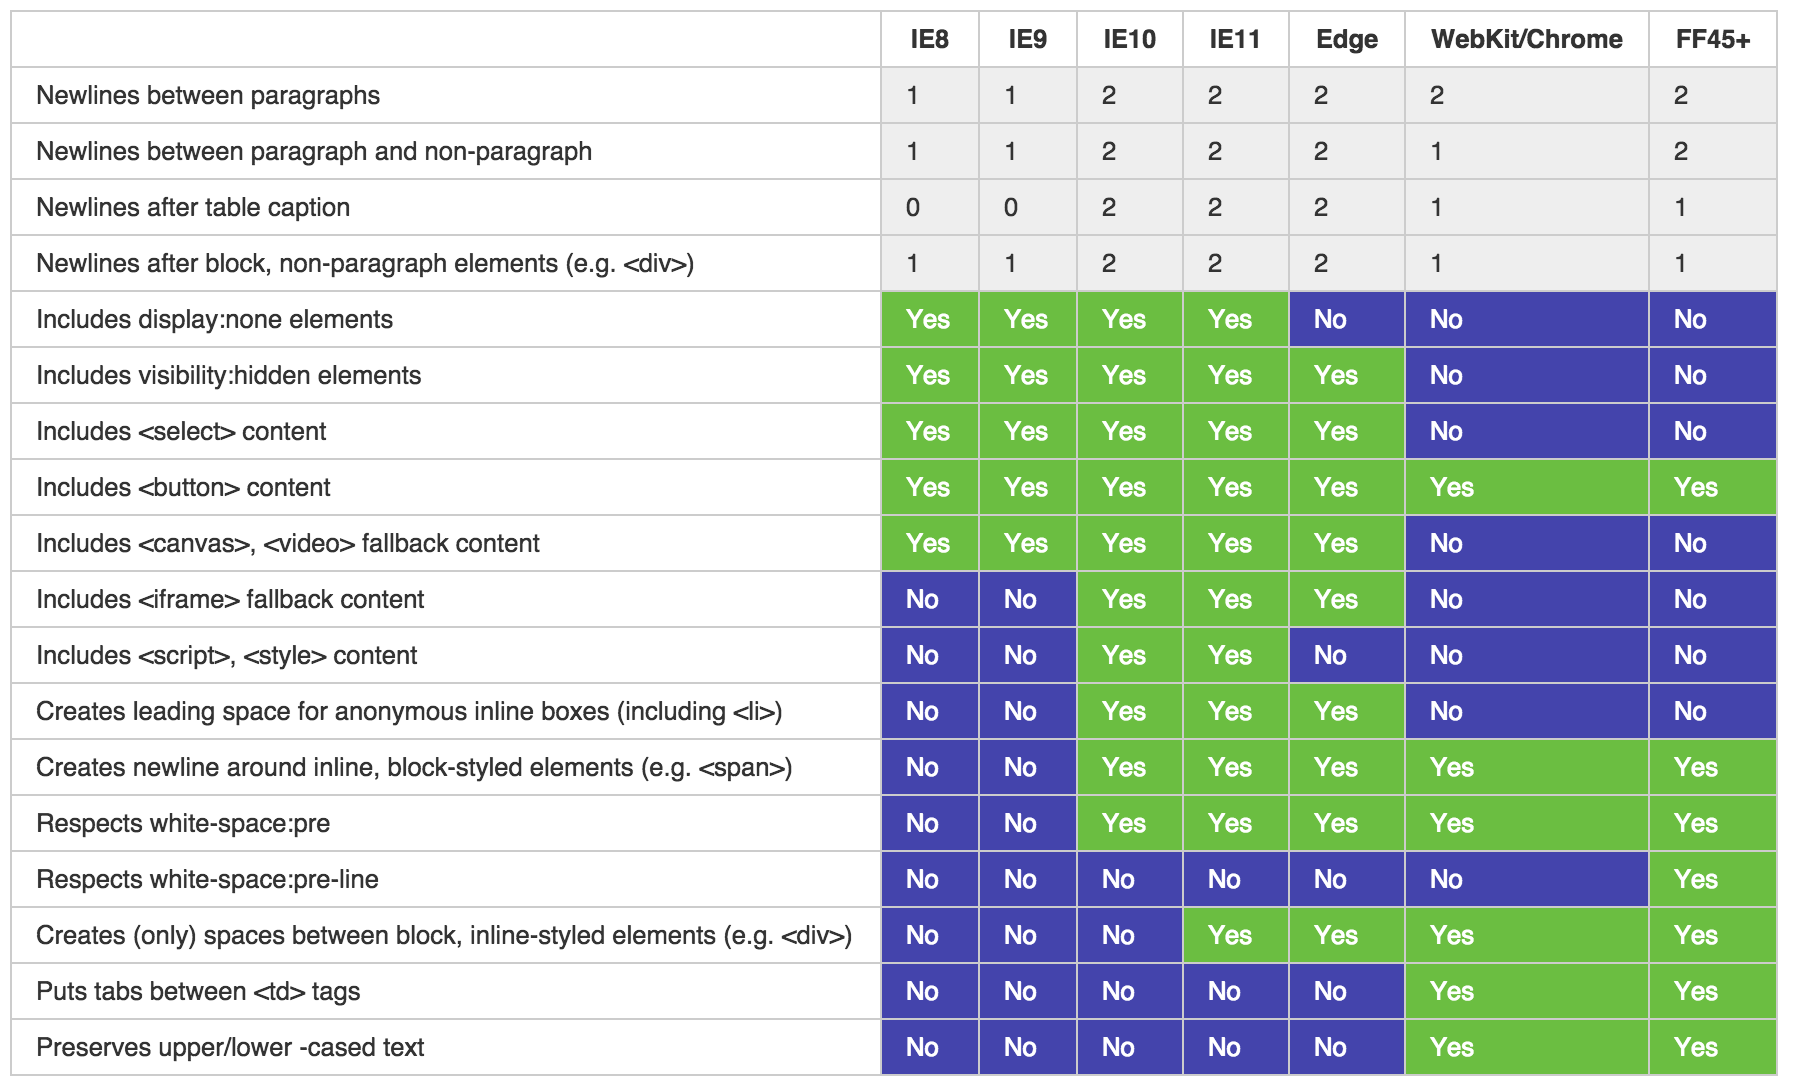 IE8 IE9 IE10 IE11 Edge WebKit/Chrome FF45+
Newlines between paragraphs 1 1 2 2 2 2 2
Newlines between paragraph and non-paragraph 1 1 2 2 2 1 2
Newlines after table caption 0 0 2 2 2 1 1
Newlines after block, non-paragraph elements (e.g. <div>) 1 1 2 2 2 1 1
Includes display:none elements Yes Yes Yes Yes No No No
Includes visibility:hidden elements Yes Yes Yes Yes Yes No No
Includes <select> content Yes Yes Yes Yes Yes No No
Includes <button> content Yes Yes Yes Yes Yes Yes Yes
Includes <canvas>, <video> fallback content Yes Yes Yes Yes Yes No No
Includes <iframe> fallback content No No Yes Yes Yes No No
Includes <script>, <style> content No No Yes Yes No No No
Creates leading space for anonymous inline boxes (including <li>) No No Yes Yes Yes No No
Creates newline around inline, block-styled elements (e.g. <span>) No No Yes Yes Yes Yes Yes
Respects white-space:pre No No Yes Yes Yes Yes Yes
Respects white-space:pre-line No No No No No No Yes
Creates (only) spaces between block, inline-styled elements (e.g. <div>) No No No Yes Yes Yes Yes
Puts tabs between <td> tags No No No No No Yes Yes
Preserves upper/lower -cased text No No No No No Yes Yes